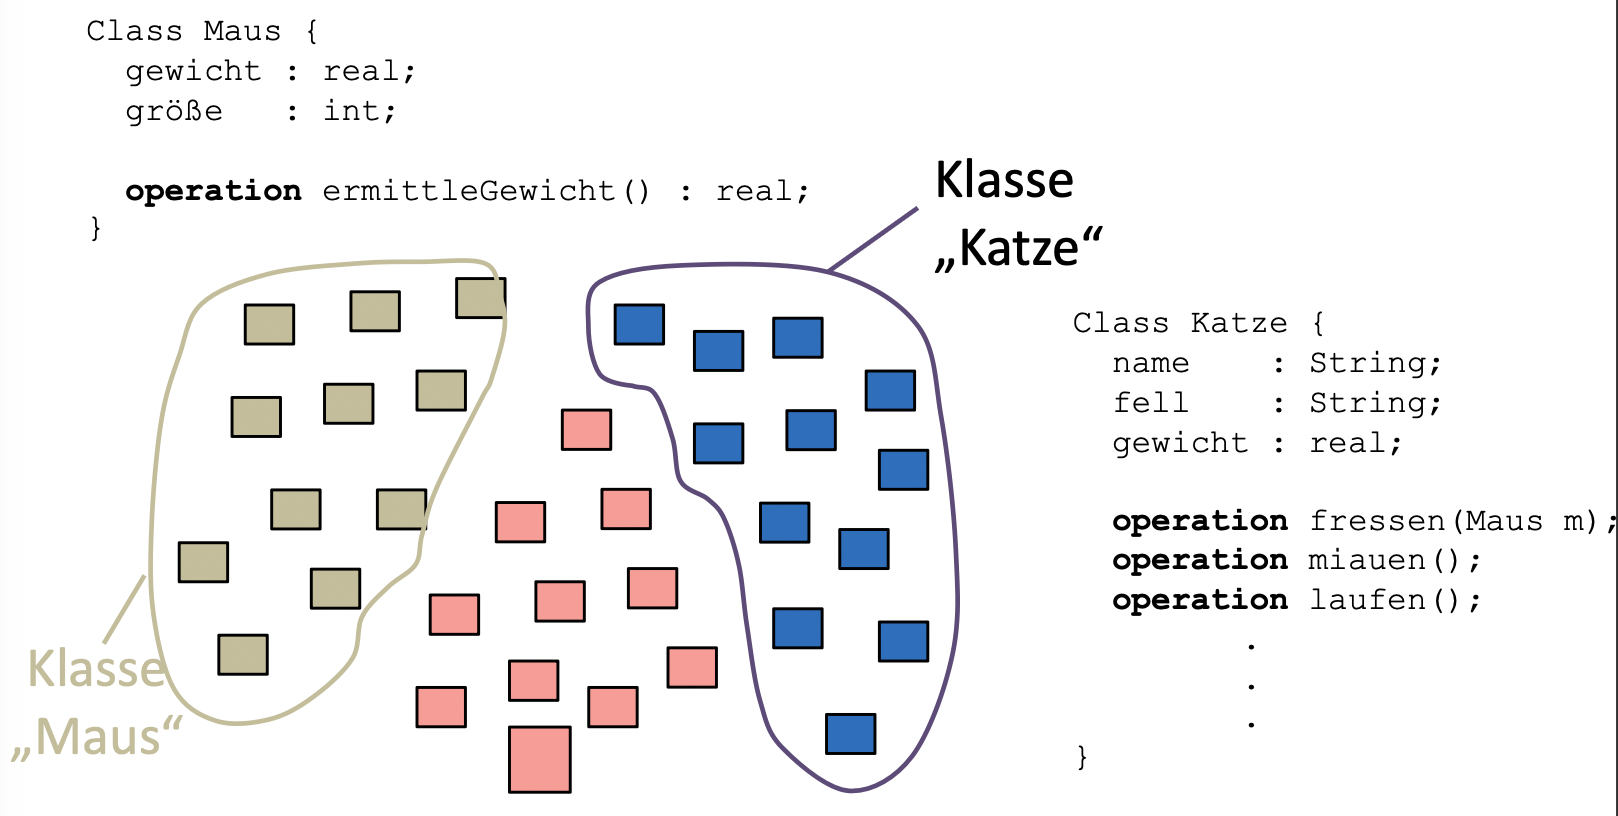 Class Maus {
gewicht : real;
größe : int;
operation ermittleGewicht() : real;
}
Klasse
„Katze“
Class Katze {
name : String;
fell : String;
gewicht : real;
operation fressen(Maus m);
operation miauen();
operation laufen();
.
.
.
}
Klasse
„Maus“